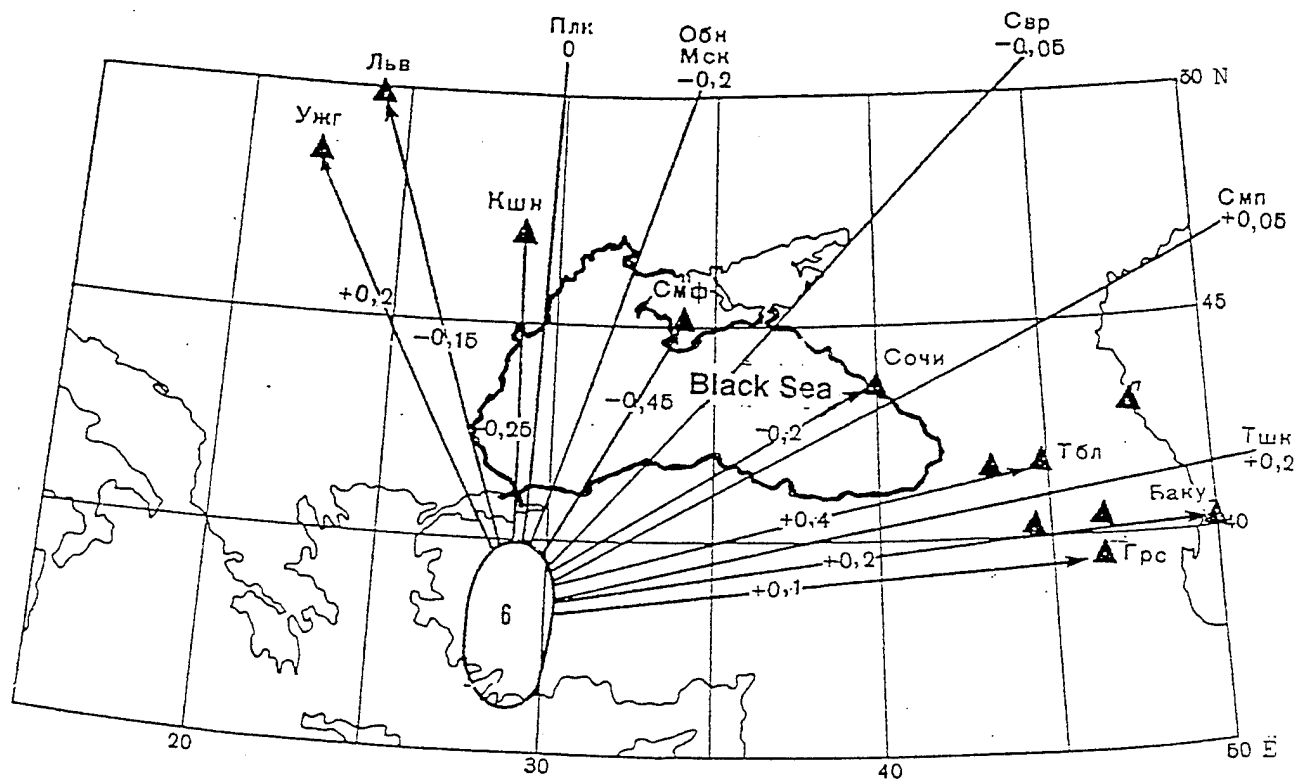 Плк
0
Обн
Мск
-0,2
Свр
-0,05
50 N
Льв
Ужг
Смп
+0,05
Кшн
+0,2
Смф
45
-0,15
Сочи
Black Sea
-0,45
-0,25
-0,2
Тшк
+0,2
Тбл
Баку
+0,4
40
+0,2
Грс
+0,1
6
20
30
40
50 E